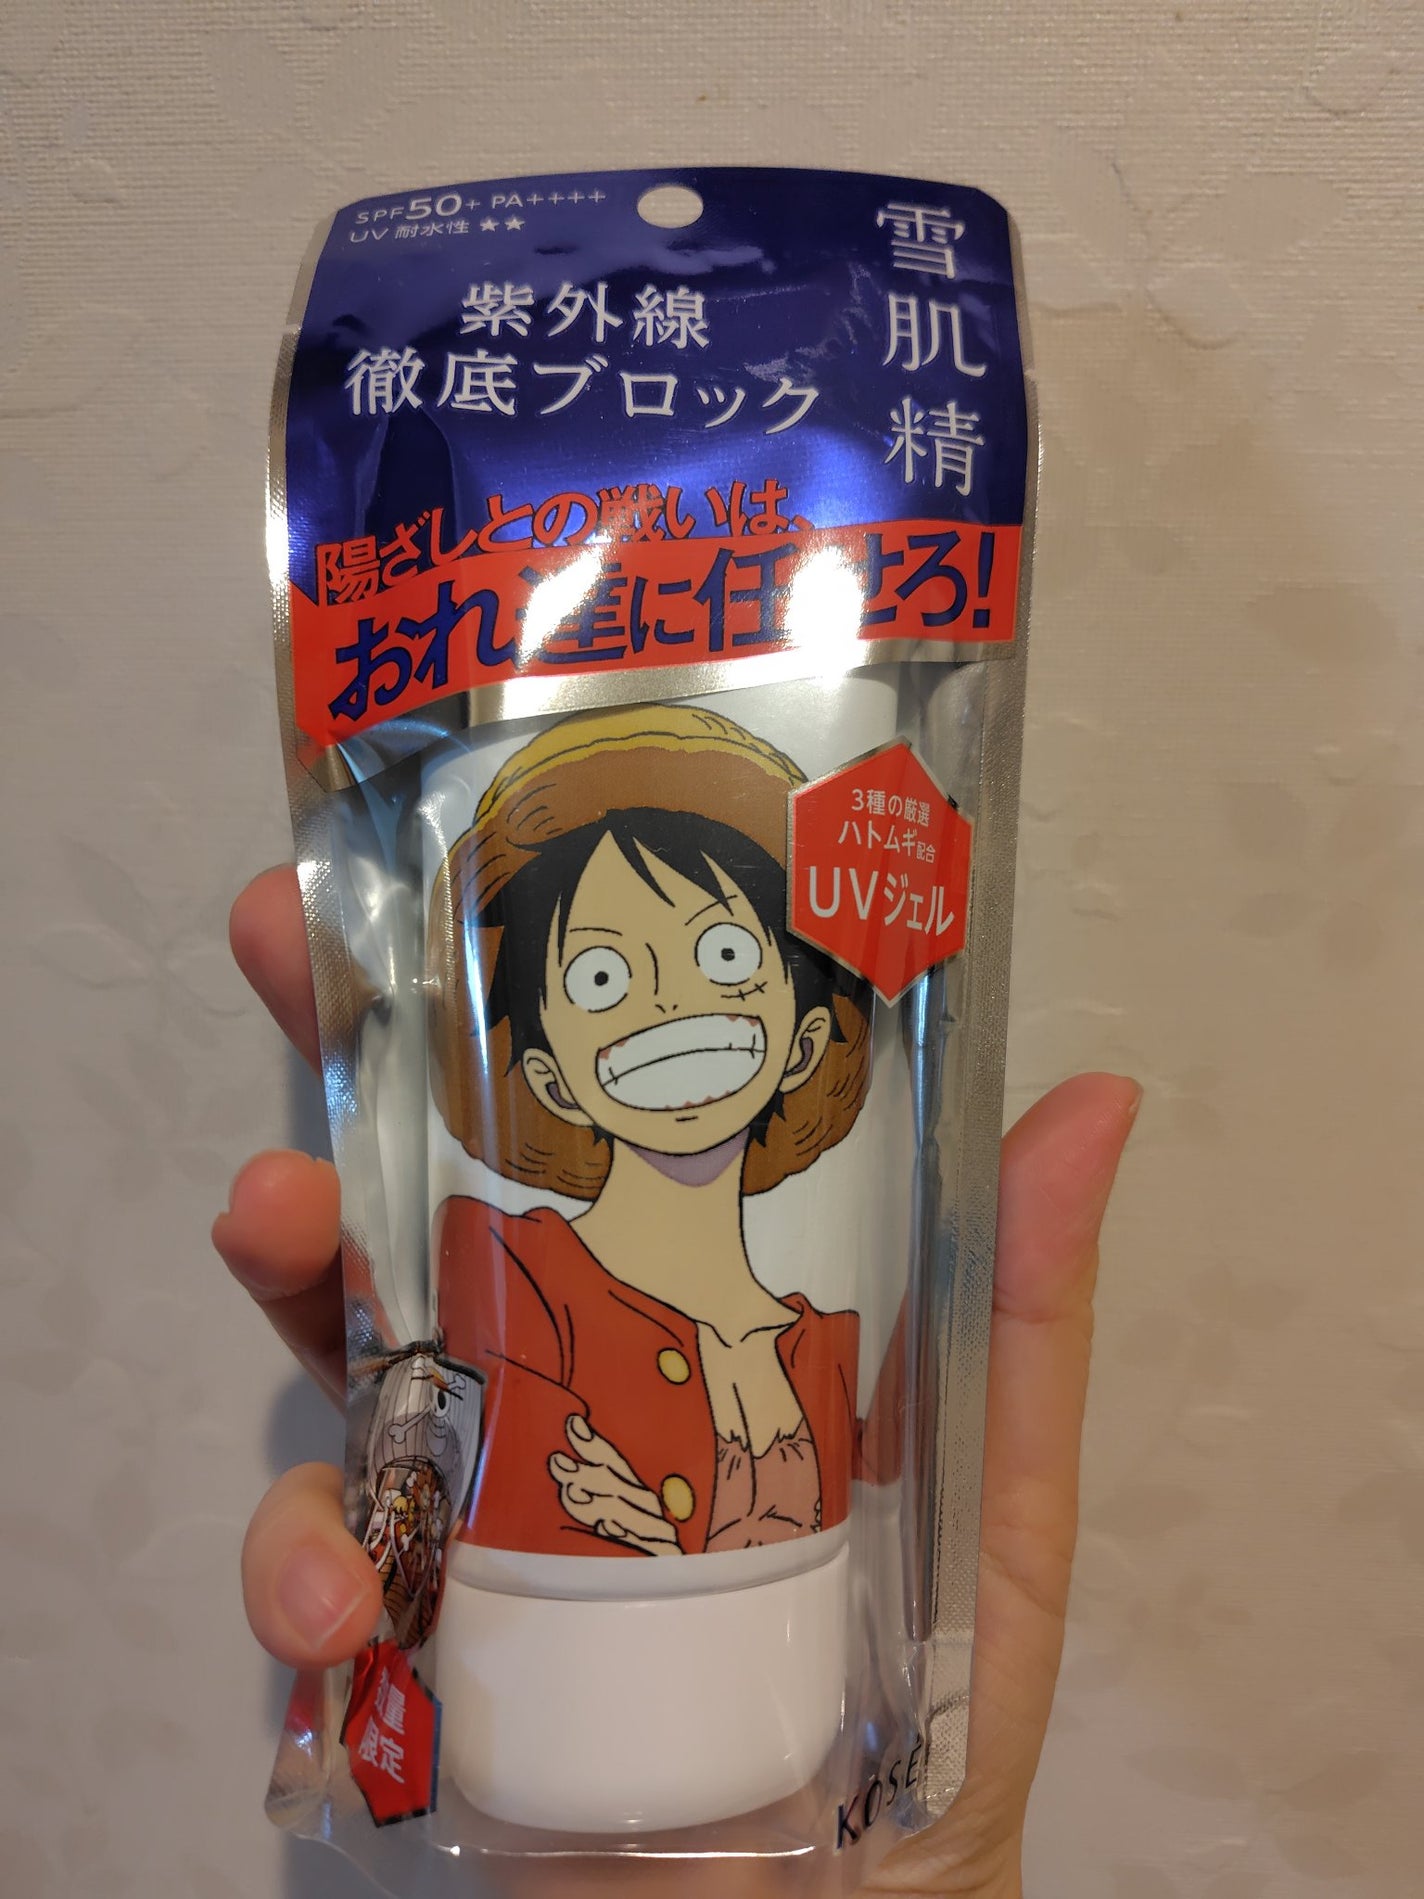 SPF50+ PA++++
UV 耐水性 ★★
紫外線
徹底ブロック
雪肌精
陽ざしとの戦いは、
おれ達に任せろ!
3種の厳選
ハトムギ配合
UVジェル
数量
限定
KOSÉ